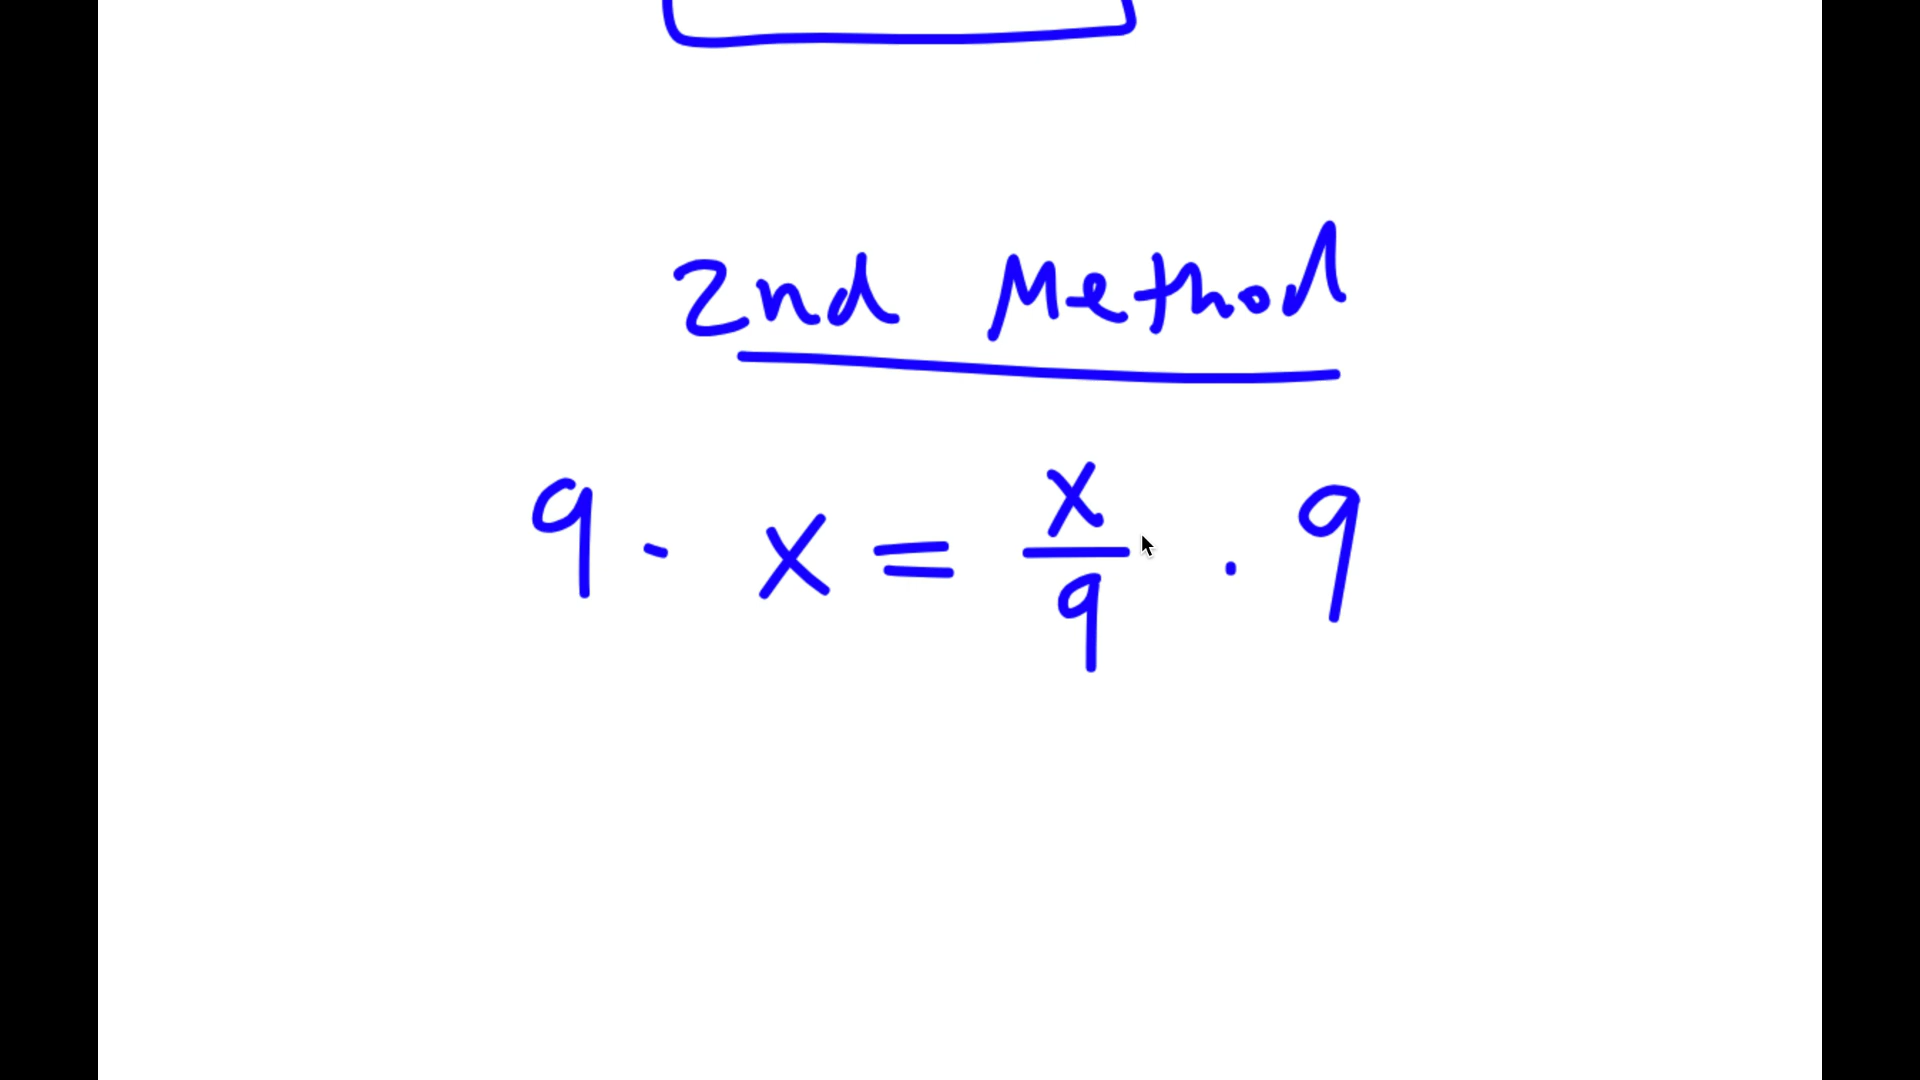 2nd Method
9 · x = x/9 · 9